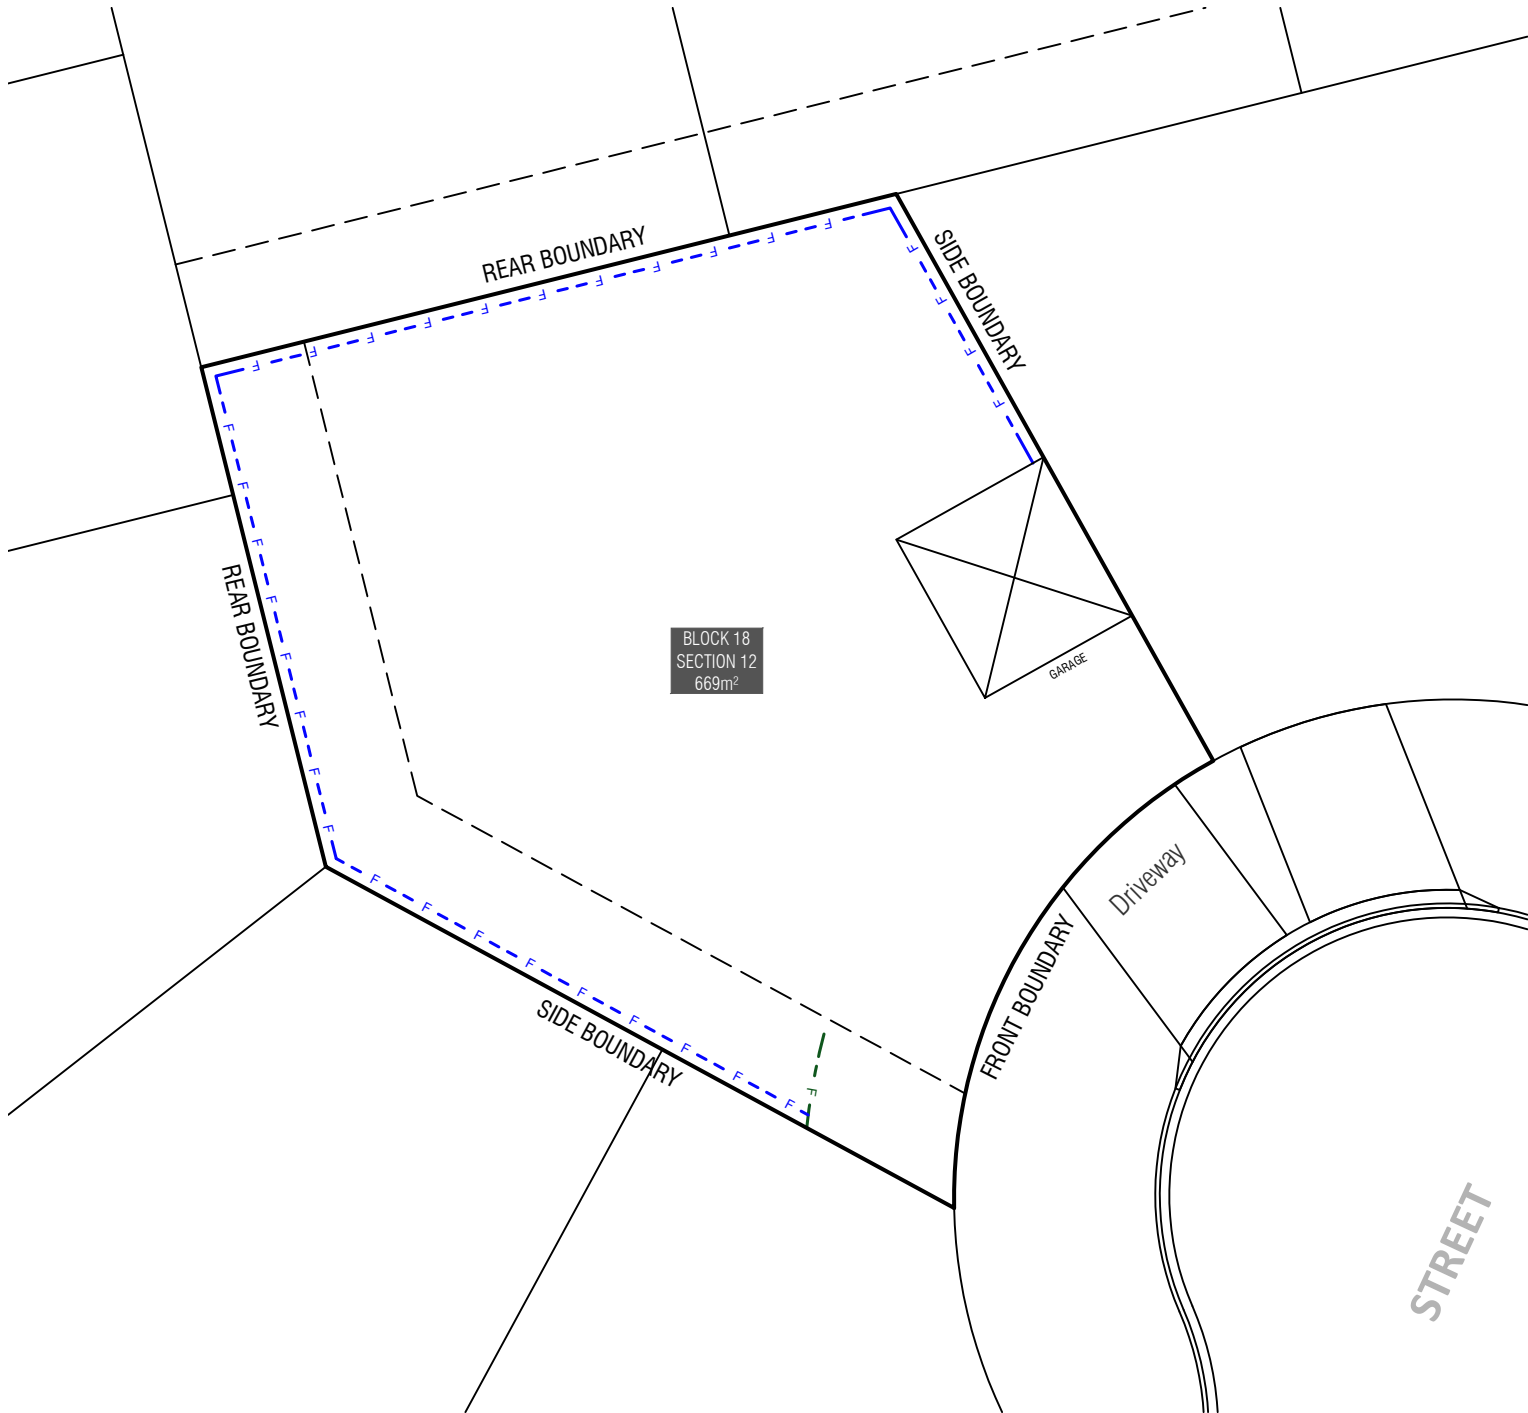 REAR BOUNDARY
SIDE BOUNDARY
F F F F F F F F F F F
F F F F
F F F F F F F F
REAR BOUNDARY
BLOCK 18
SECTION 12
669m²
GARAGE
Driveway
FRONT BOUNDARY
F F F F F F F F F
F
SIDE BOUNDARY
STREET